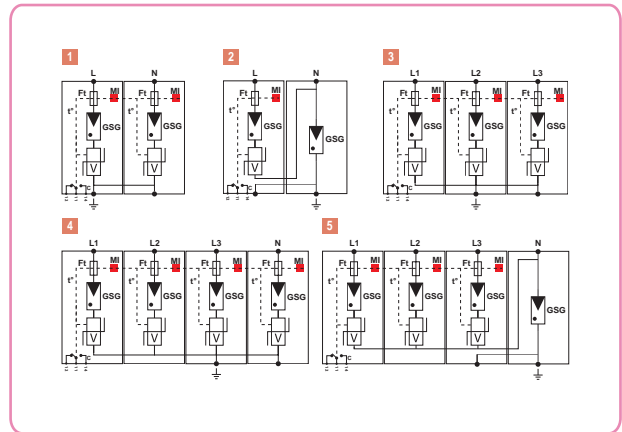 1
L N
Ft MI Ft MI
t° t°
GSG GSG
V V
C
2
L N
Ft MI
t°
GSG GSG
V
C
3
L1 L2 L3
Ft MI Ft MI Ft MI
t° t° t°
GSG GSG GSG
V V V
C
4
L1 L2 L3 N
Ft MI Ft MI Ft MI Ft MI
t° t° t° t°
GSG GSG GSG GSG
V V V V
C
5
L1 L2 L3 N
Ft MI Ft MI Ft MI
t° t° t°
GSG GSG GSG GSG
V V V
C